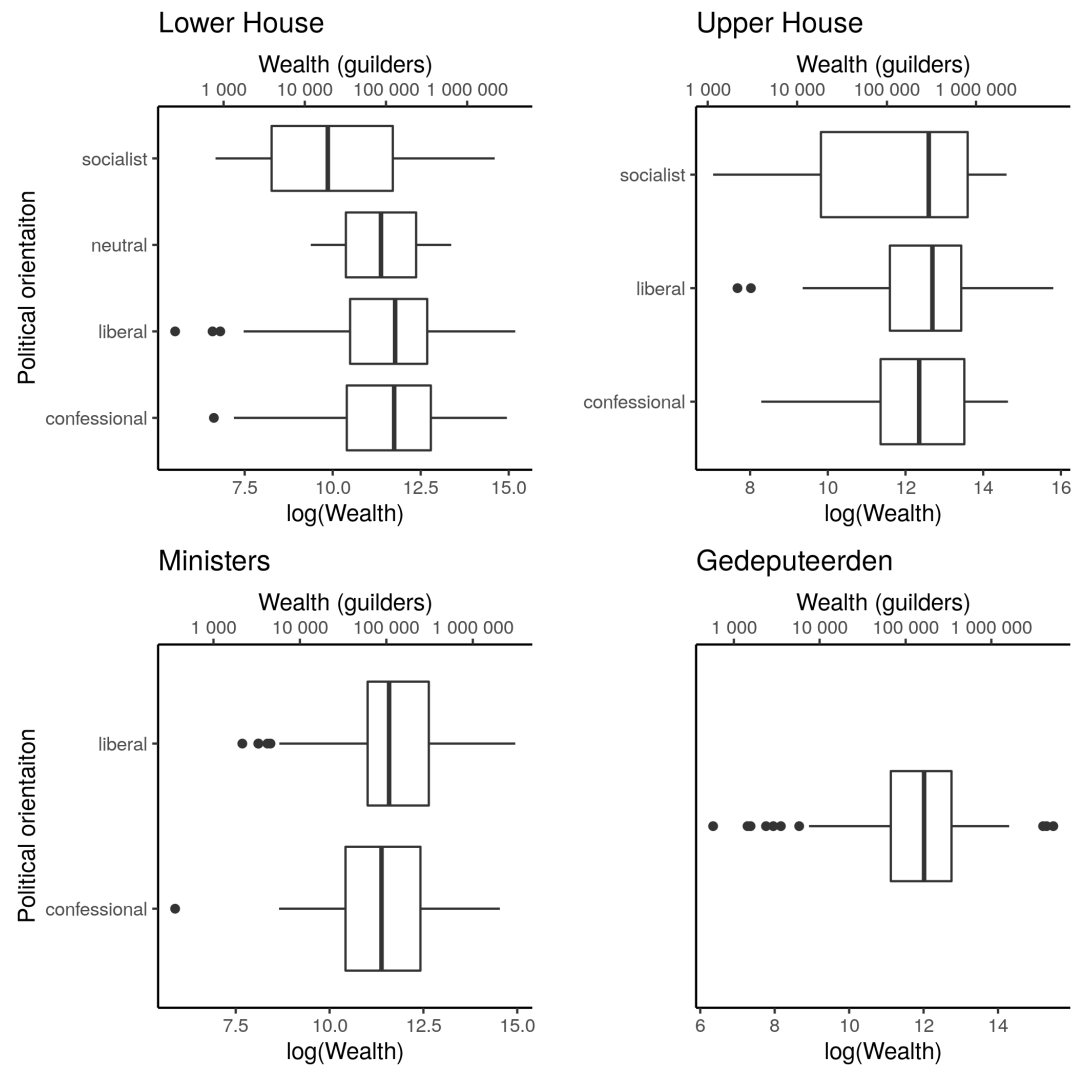 Lower House
Wealth (guilders)
1 000 10 000 100 000 1 000 000
Political orientaiton
socialist
neutral
liberal
confessional
7.5 10.0 12.5 15.0
log(Wealth)
Upper House
Wealth (guilders)
1 000 10 000 100 000 1 000 000
socialist
liberal
confessional
8 10 12 14 16
log(Wealth)
Ministers
Wealth (guilders)
1 000 10 000 100 000 1 000 000
Political orientaiton
liberal
confessional
7.5 10.0 12.5 15.0
log(Wealth)
Gedeputeerden
Wealth (guilders)
1 000 10 000 100 000 1 000 000
6 8 10 12 14
log(Wealth)